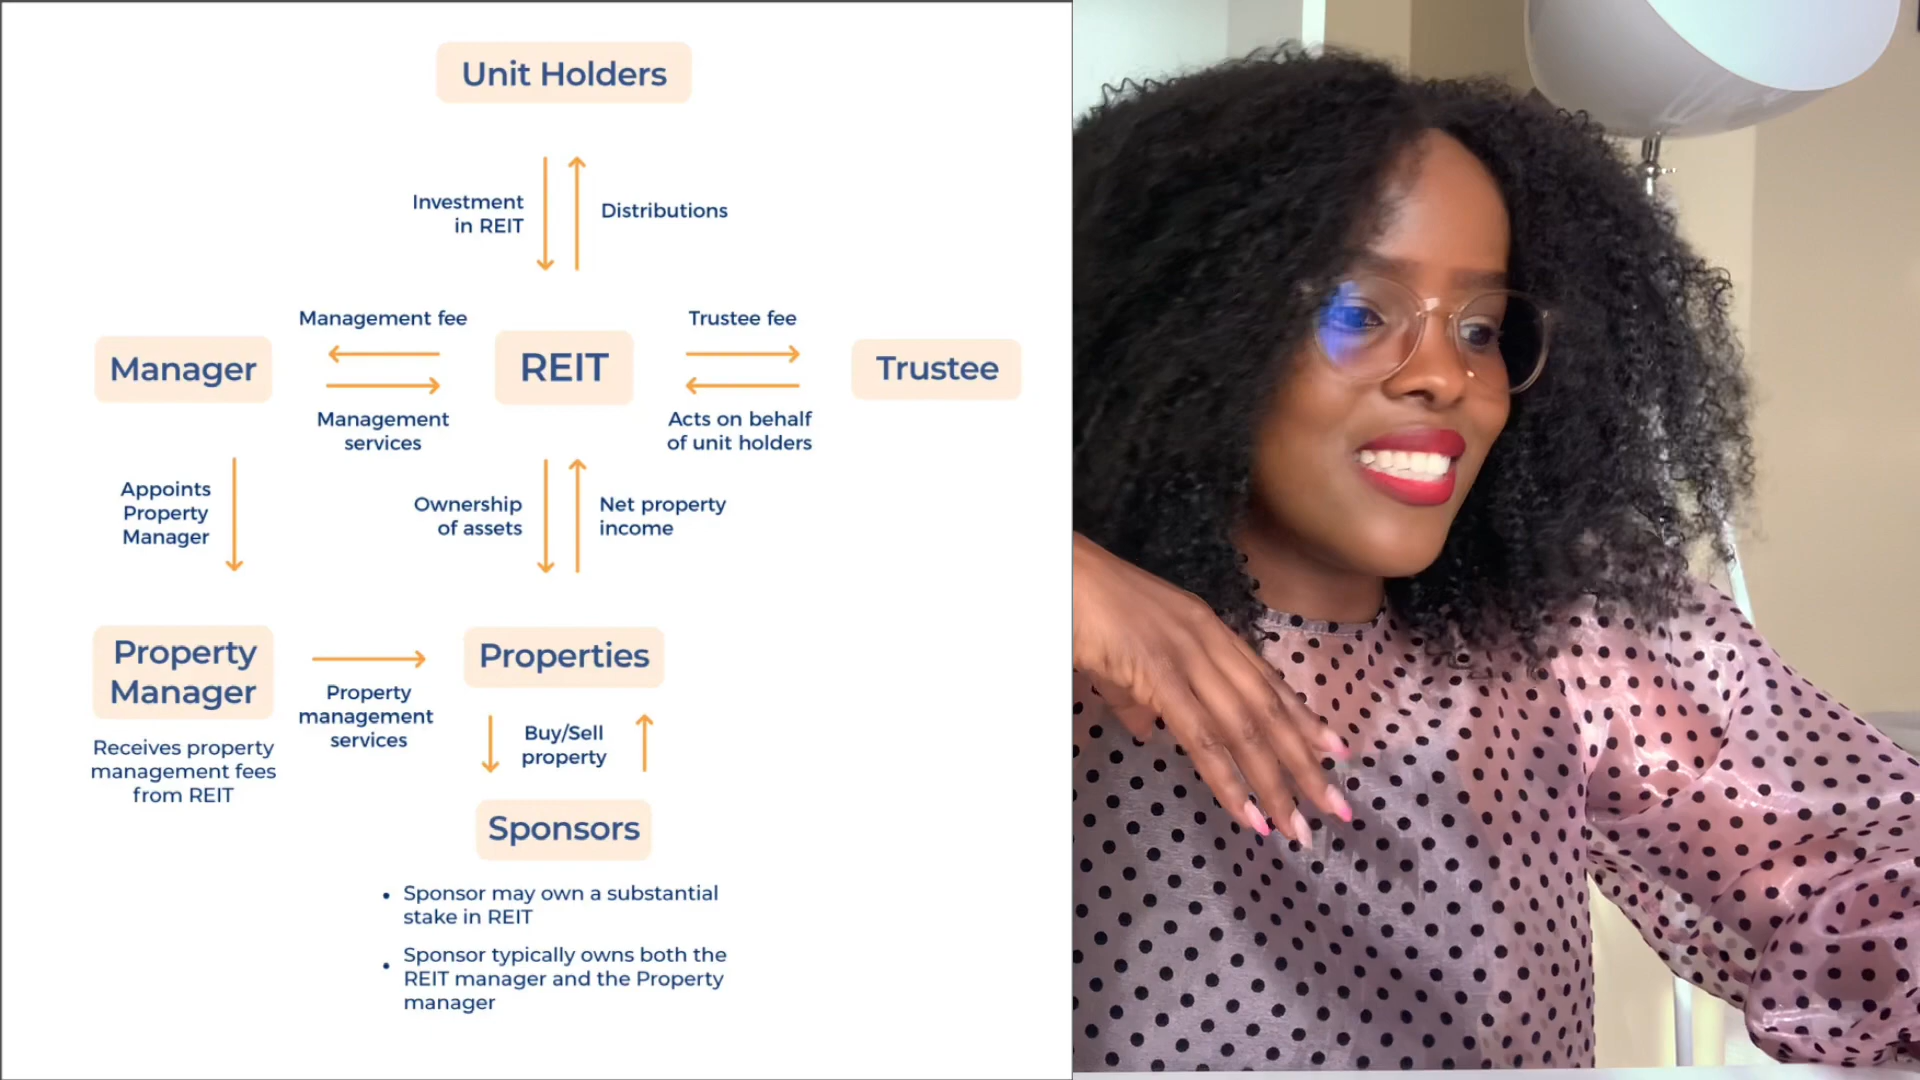 Unit Holders
Investment
in REIT
Distributions
Management fee
Trustee fee
Manager
REIT
Trustee
Management
services
Acts on behalf
of unit holders
Appoints
Property
Manager
Ownership
of assets
Net property
income
Property
Manager
Properties
Property
management
services
Receives property
management fees
from REIT
Buy/Sell
property
Sponsors
• Sponsor may own a substantial
stake in REIT
• Sponsor typically owns both the
REIT manager and the Property
manager